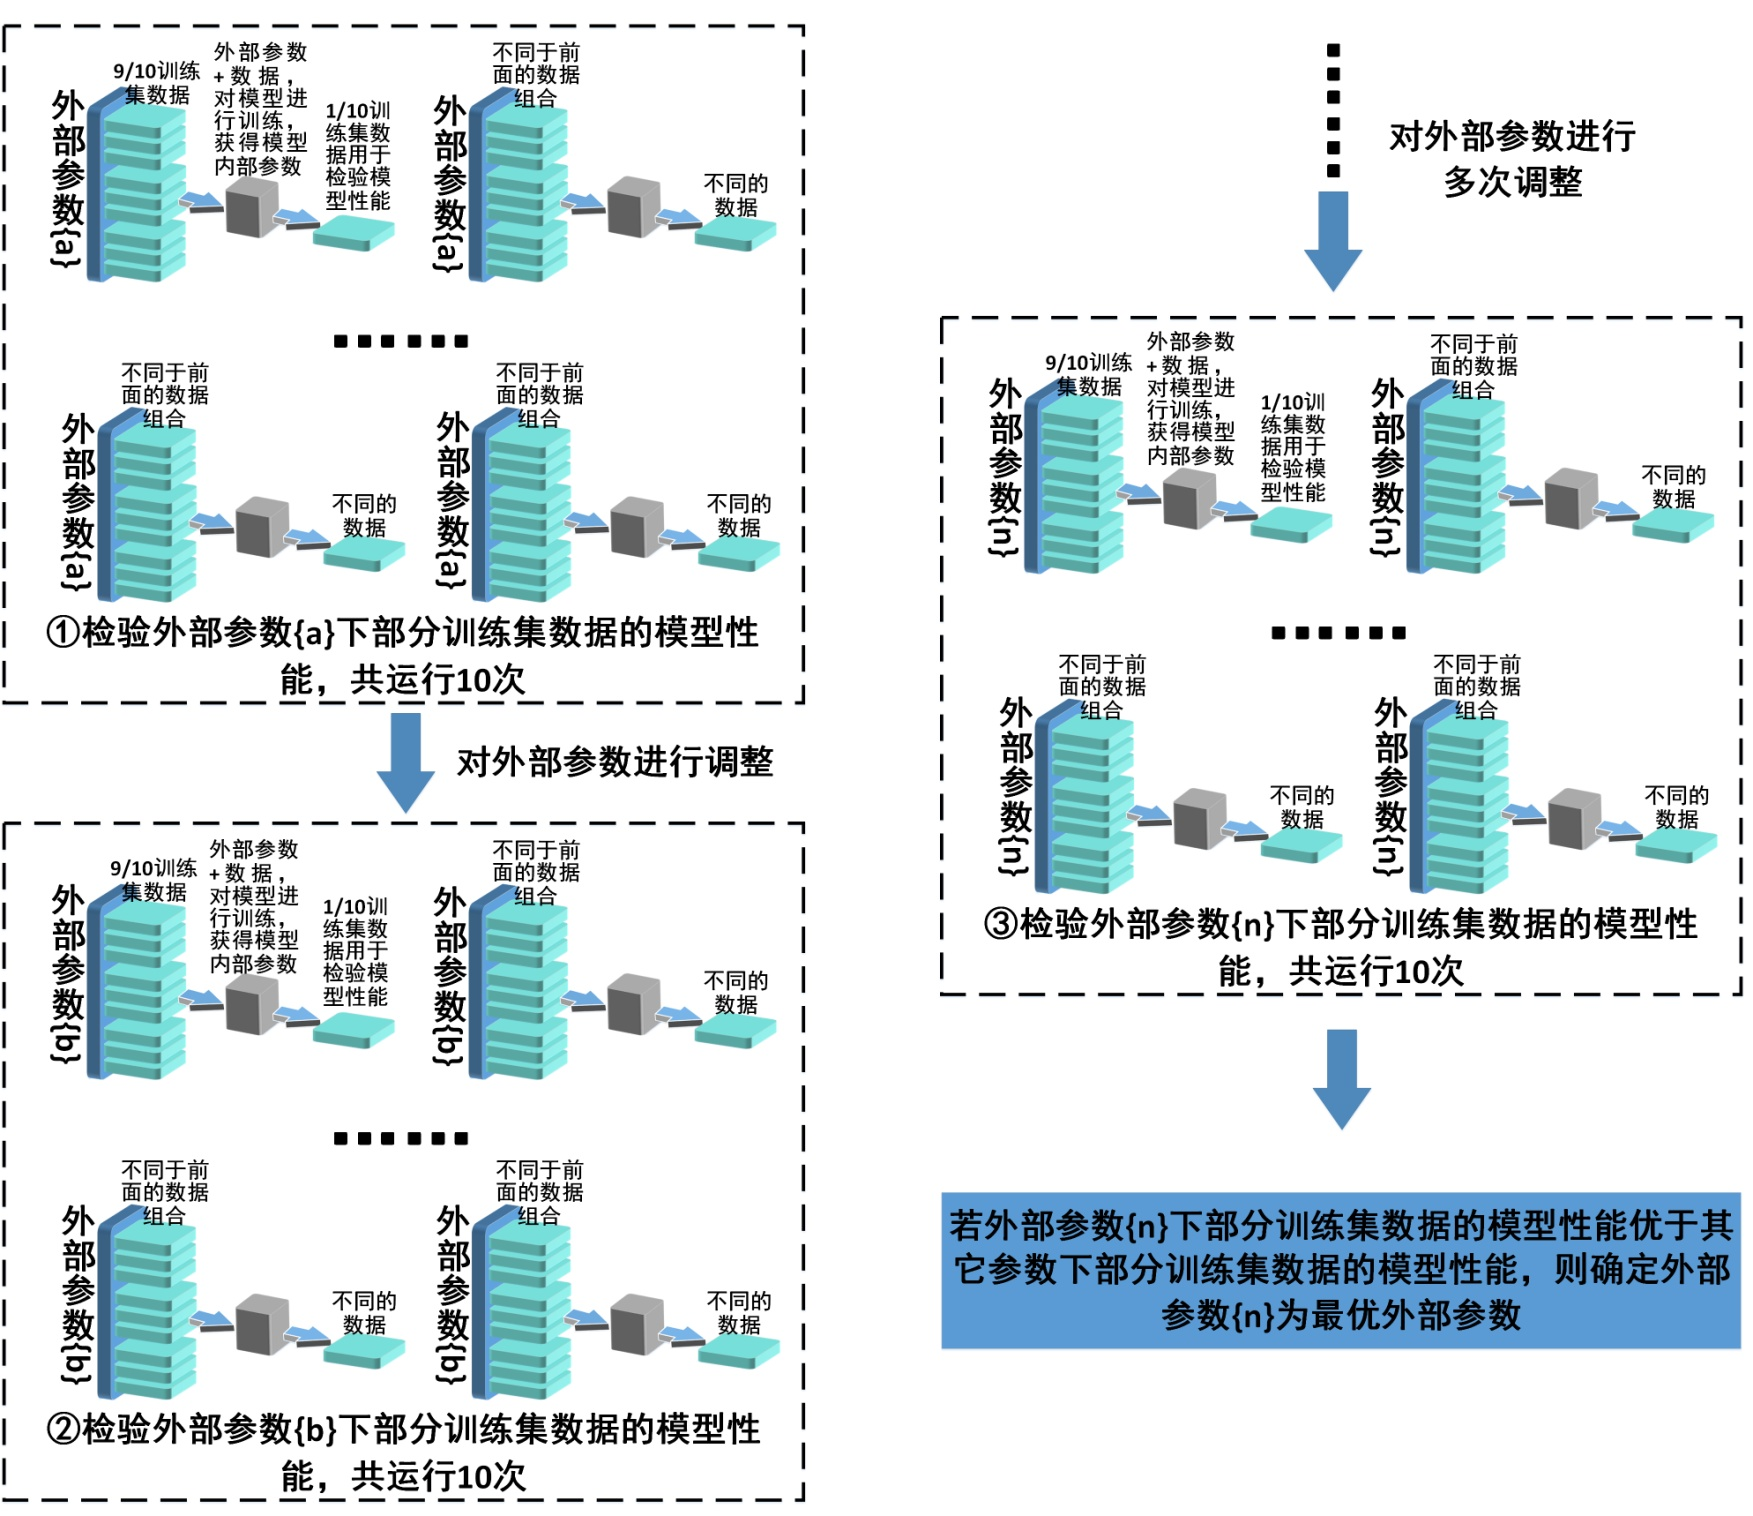 外部参数{a}
9/10训练
集数据
外部参数
+数据，
对模型进
行训练，
获得模型
内部参数
1/10训
练集数
据用于
检验模
型性能
外部参数{a}
不同于前
面的数据
组合
不同的
数据
外部参数{a}
不同于前
面的数据
组合
不同的
数据
外部参数{a}
不同于前
面的数据
组合
不同的
数据
①检验外部参数{a}下部分训练集数据的模型性
能，共运行10次
对外部参数进行调整
外部参数{b}
9/10训练
集数据
外部参数
+数据，
对模型进
行训练，
获得模型
内部参数
1/10训
练集数
据用于
检验模
型性能
外部参数{b}
不同于前
面的数据
组合
不同的
数据
外部参数{b}
不同于前
面的数据
组合
不同的
数据
外部参数{b}
不同于前
面的数据
组合
不同的
数据
②检验外部参数{b}下部分训练集数据的模型性
能，共运行10次
对外部参数进行
多次调整
外部参数{n}
9/10训练
集数据
外部参数
+数据，
对模型进
行训练，
获得模型
内部参数
1/10训
练集数
据用于
检验模
型性能
外部参数{n}
不同于前
面的数据
组合
不同的
数据
外部参数{n}
不同于前
面的数据
组合
不同的
数据
外部参数{n}
不同于前
面的数据
组合
不同的
数据
③检验外部参数{n}下部分训练集数据的模型性
能，共运行10次
若外部参数{n}下部分训练集数据的模型性能优于其
它参数下部分训练集数据的模型性能，则确定外部
参数{n}为最优外部参数